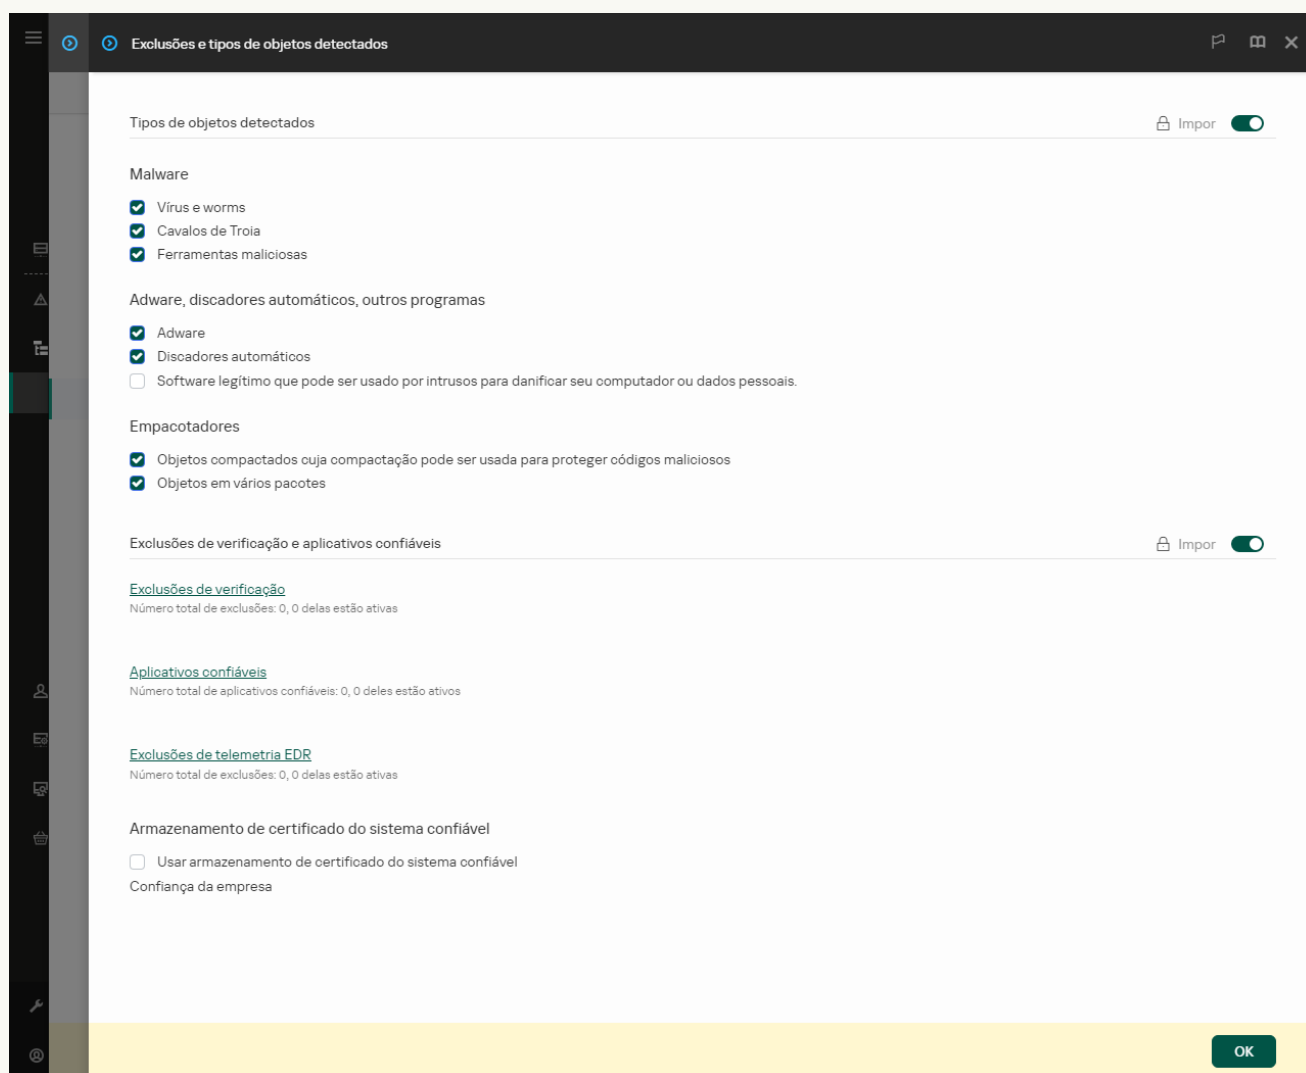 Exclusões e tipos de objetos detectados
Tipos de objetos detectados
Impor
Malware
Vírus e worms
Cavalos de Troia
Ferramentas maliciosas
Adware, discadores automáticos, outros programas
Adware
Discadores automáticos
Software legítimo que pode ser usado por intrusos para danificar seu computador ou dados pessoais.
Empacotadores
Objetos compactados cuja compactação pode ser usada para proteger códigos maliciosos
Objetos em vários pacotes
Exclusões de verificação e aplicativos confiáveis
Impor
Exclusões de verificação
Número total de exclusões: 0, 0 delas estão ativas
Aplicativos confiáveis
Número total de aplicativos confiáveis: 0, 0 deles estão ativos
Exclusões de telemetria EDR
Número total de exclusões: 0, 0 delas estão ativas
Armazenamento de certificado do sistema confiável
Usar armazenamento de certificado do sistema confiável
Confiança da empresa
OK